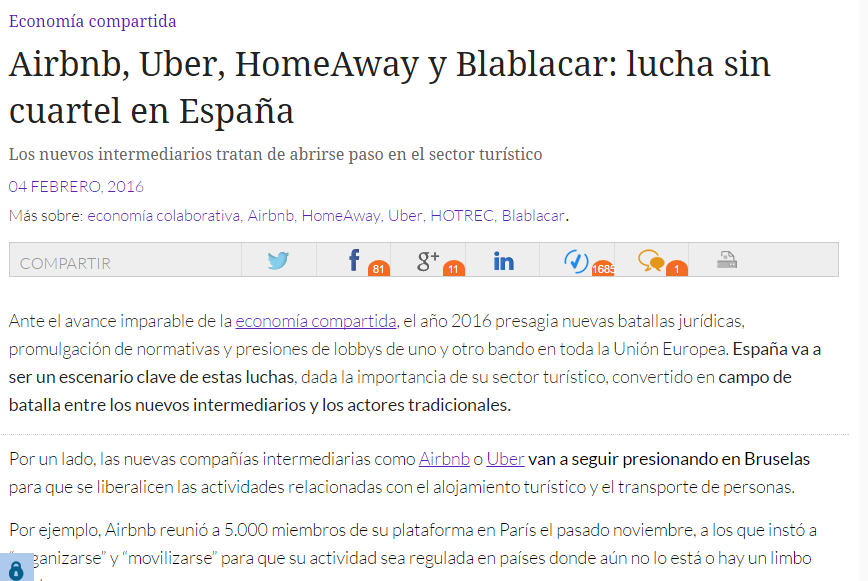 Economía compartida
Airbnb, Uber, HomeAway y Blablacar: lucha sin
cuartel en España
Los nuevos intermediarios tratan de abrirse paso en el sector turístico
04 FEBRERO, 2016
Más sobre: economía colaborativa, Airbnb, HomeAway, Uber, HOTREC, Blablacar.
COMPARTIR f 81 g+ 11 in 1685 1
Ante el avance imparable de la economía compartida, el año 2016 presagia nuevas batallas jurídicas,
promulgación de normativas y presiones de lobbys de uno y otro bando en toda la Unión Europea. España va a
ser un escenario clave de estas luchas, dada la importancia de su sector turístico, convertido en campo de
batalla entre los nuevos intermediarios y los actores tradicionales.
Por un lado, las nuevas compañías intermediarias como Airbnb o Uber van a seguir presionando en Bruselas
para que se liberalicen las actividades relacionadas con el alojamiento turístico y el transporte de personas.
Por ejemplo, Airbnb reunió a 5.000 miembros de su plataforma en París el pasado noviembre, a los que instó a
“organizarse” y “movilizarse” para que su actividad sea regulada en países donde aún no lo está o hay un limbo